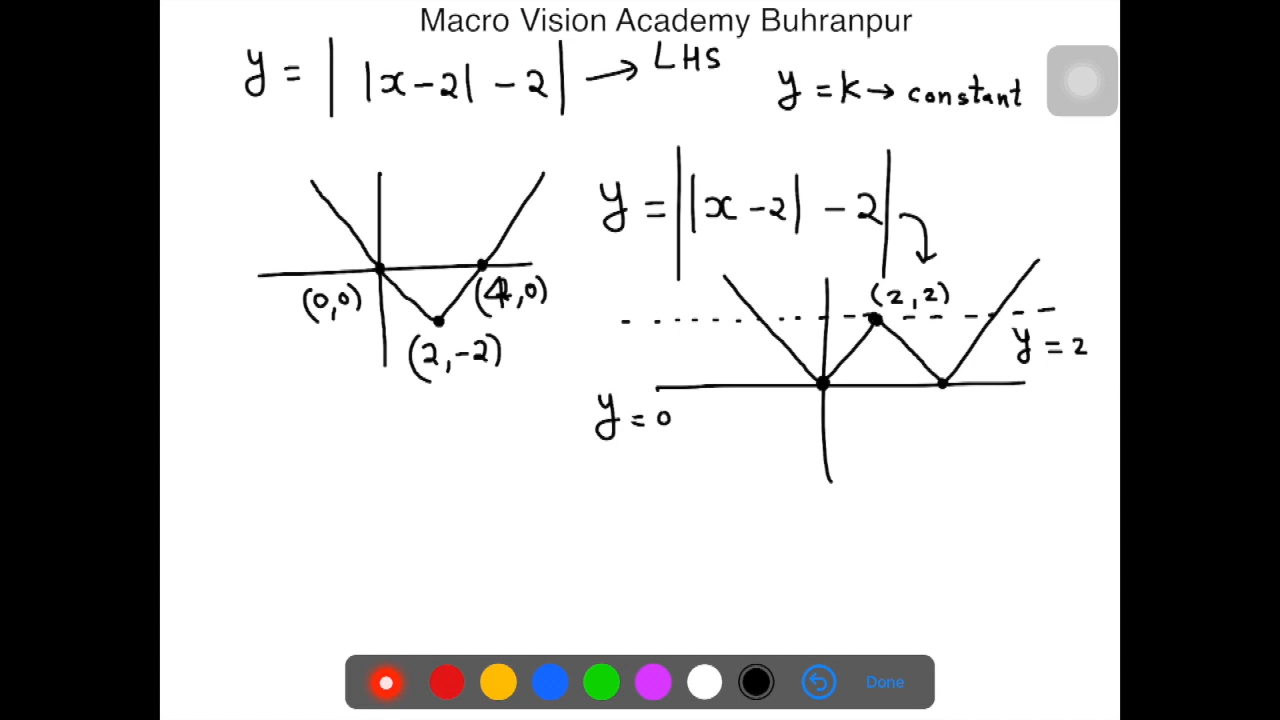 Macro Vision Academy Buhranpur
y = | |x-2| - 2 | → LHS
y = k → constant
y = | |x-2| - 2 |
(0,0)
(4,0)
(2,-2)
(2,2)
y = 2
y = 0
Done